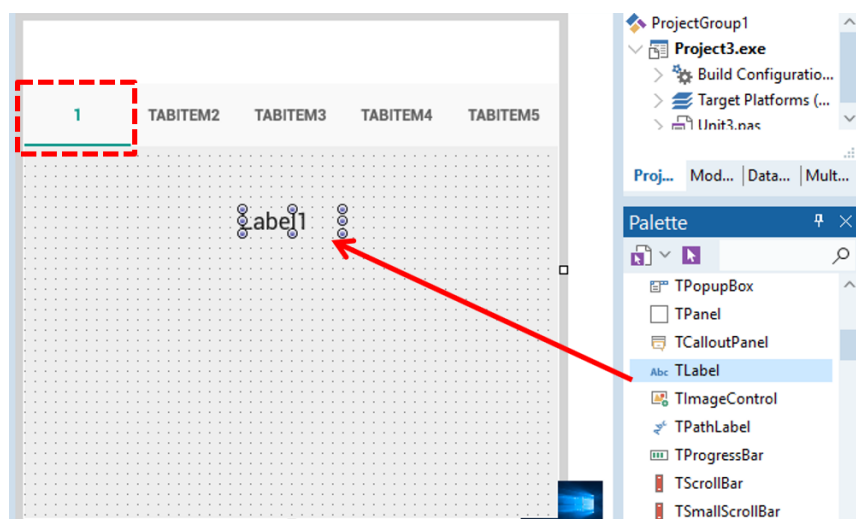 ProjectGroup1
Project3.exe
Build Configuratio...
Target Platforms (...
Unit3.pas
Proj... Mod... Data... Mult...
1 TABITEM2 TABITEM3 TABITEM4 TABITEM5
Label1
Palette
TPopupBox
TPanel
TCalloutPanel
Abc TLabel
TImageControl
TPathLabel
TProgressBar
TScrollBar
TSmallScrollBar